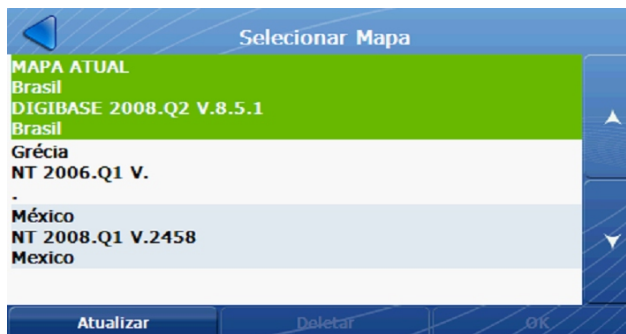 Selecionar Mapa
MAPA ATUAL
Brasil
DIGIBASE 2008.Q2 V.8.5.1
Brasil
Grécia
NT 2006.Q1 V.
.
México
NT 2008.Q1 V.2458
Mexico
Atualizar
Deletar
OK